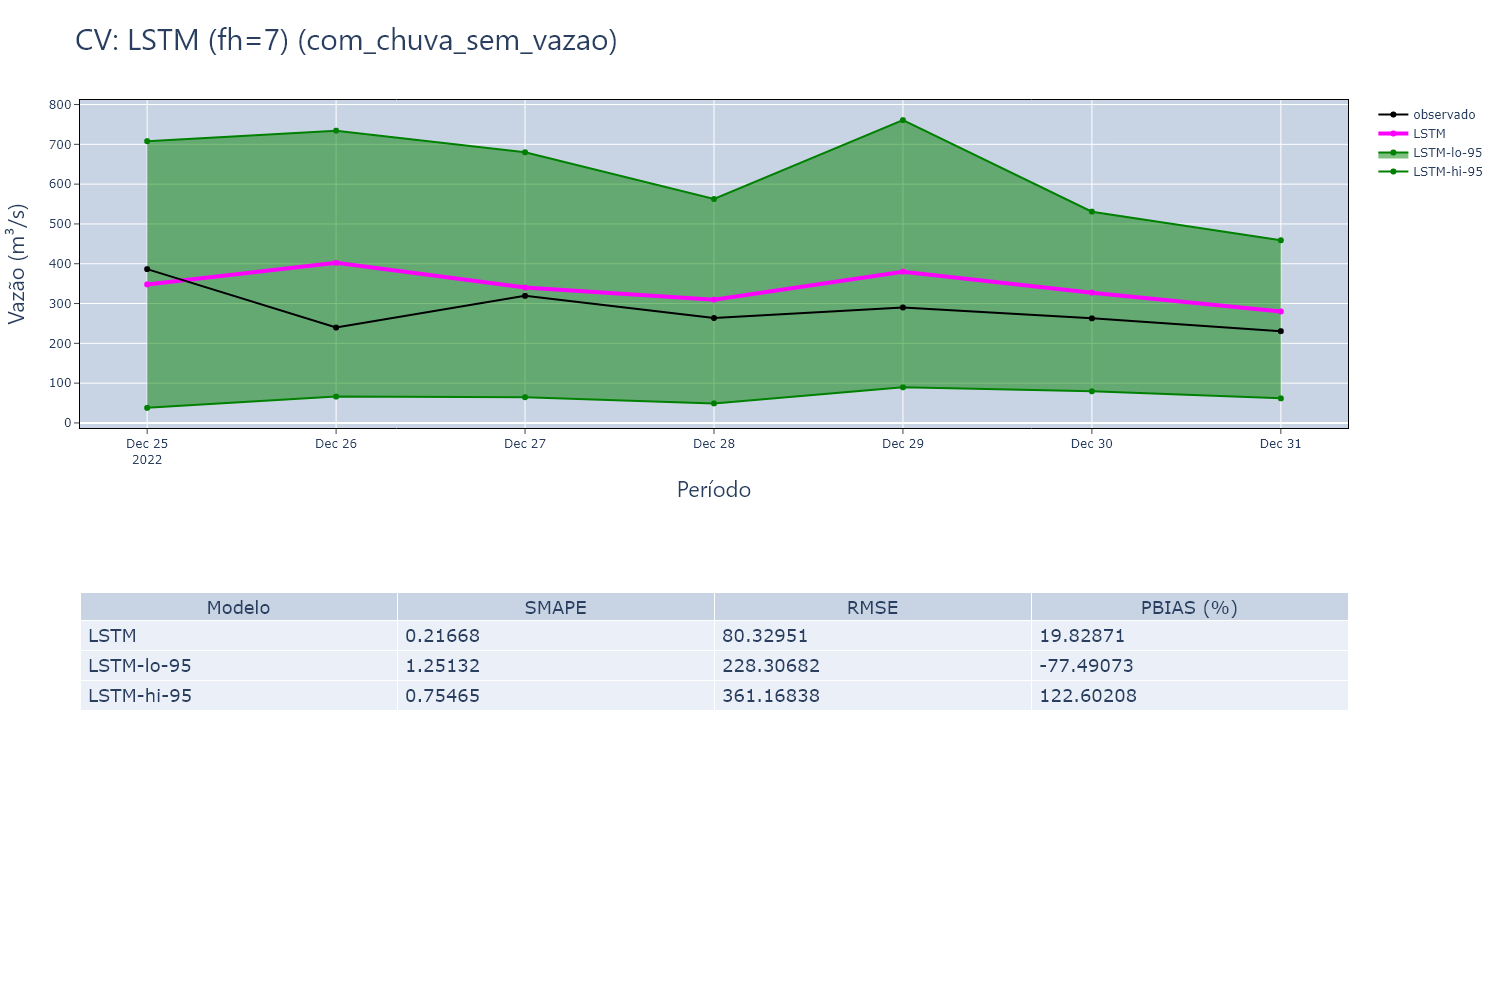 CV: LSTM (fh=7) (com_chuva_sem_vazao)
800
700
600
500
400
300
200
100
0
Vazão (m³/s)
Dec 25
2022
Dec 26
Dec 27
Dec 28
Dec 29
Dec 30
Dec 31
Período
observado
LSTM
LSTM-lo-95
LSTM-hi-95
Modelo SMAPE RMSE PBIAS (%)
LSTM 0.21668 80.32951 19.82871
LSTM-lo-95 1.25132 228.30682 -77.49073
LSTM-hi-95 0.75465 361.16838 122.60208